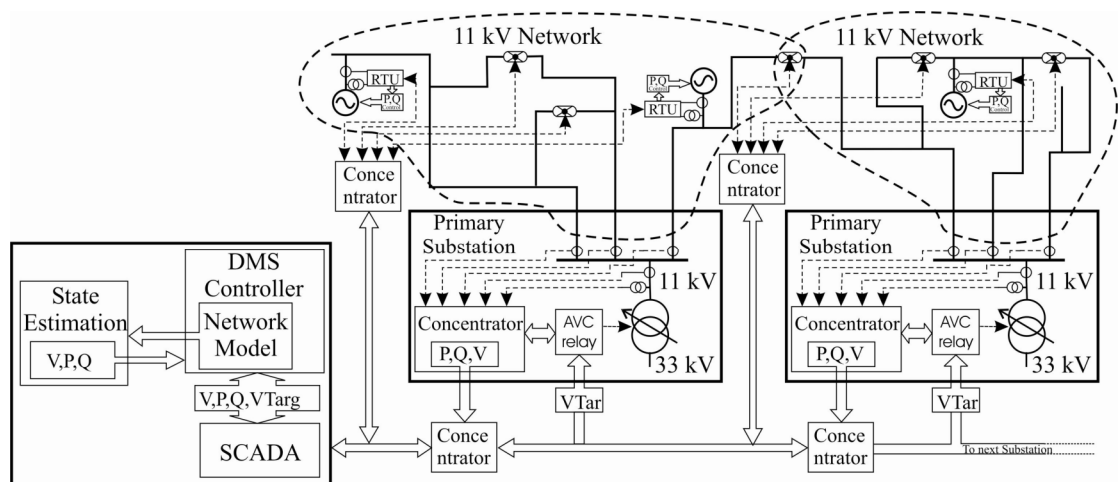 11 kV Network
11 kV Network
RTU
P,Q
Control
P,Q
Control
RTU
RTU
P,Q
Control
Conce
ntrator
Conce
ntrator
Primary
Substation
11 kV
Concentrator
P,Q,V
AVC
relay
33 kV
VTar
Primary
Substation
11 kV
Concentrator
P,Q,V
AVC
relay
33 kV
VTar
State
Estimation
V,P,Q
DMS
Controller
Network
Model
V,P,Q,VTarg
SCADA
Conce
ntrator
Conce
ntrator
To next Substation